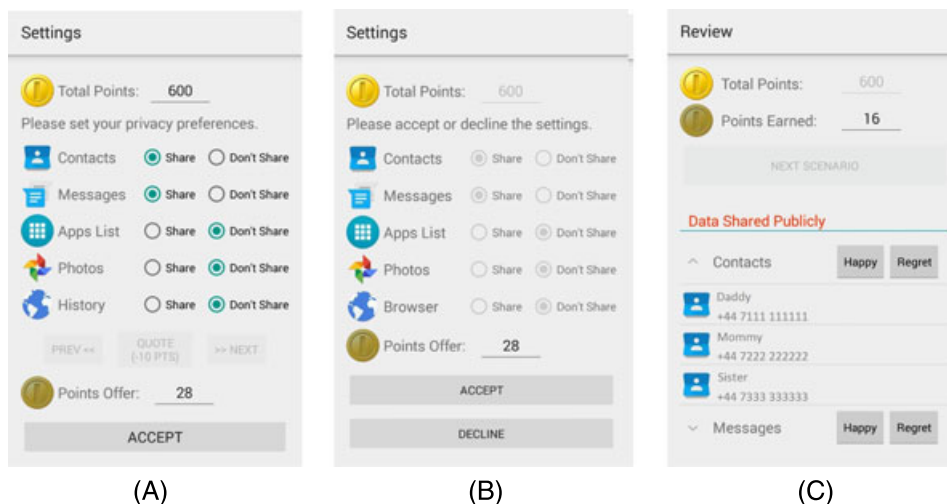 Settings
Total Points: 600
Please set your privacy preferences.
Contacts Share Don't Share
Messages Share Don't Share
Apps List Share Don't Share
Photos Share Don't Share
History Share Don't Share
PREV <<
QUOTE
(-10 PTS)
>> NEXT
Points Offer: 28
ACCEPT
(A)
Settings
Total Points: 600
Please accept or decline the settings.
Contacts Share Don't Share
Messages Share Don't Share
Apps List Share Don't Share
Photos Share Don't Share
Browser Share Don't Share
Points Offer: 28
ACCEPT
DECLINE
(B)
Review
Total Points: 600
Points Earned: 16
NEXT SCENARIO
Data Shared Publicly
Contacts Happy Regret
Daddy
+44 7111 111111
Mommy
+44 7222 222222
Sister
+44 7333 333333
Messages Happy Regret
(C)